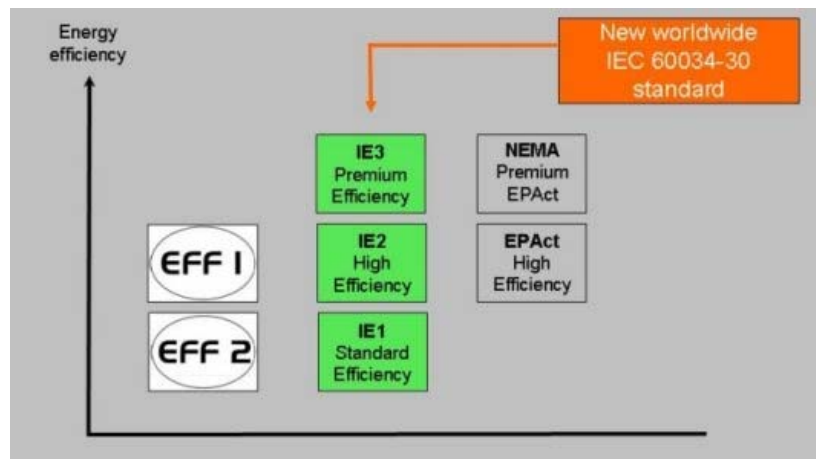 Energy
efficiency
New worldwide
IEC 60034-30
standard
IE3
Premium
Efficiency
NEMA
Premium
EPAct
EFF 1
IE2
High
Efficiency
EPAct
High
Efficiency
EFF 2
IE1
Standard
Efficiency